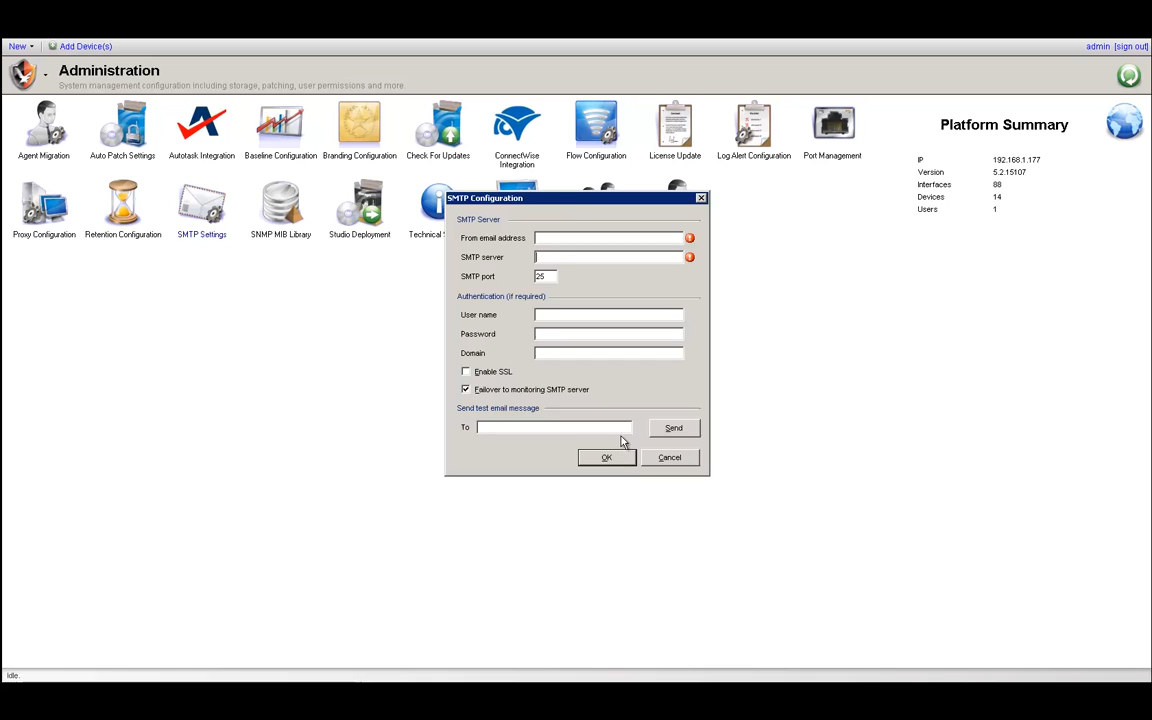 New Add Device(s) admin [sign out]
Administration
System management configuration including storage, patching, user permissions and more
Agent Migration Auto Patch Settings Autotask Integration Baseline Configuration Branding Configuration Check For Updates ConnectWise Integration Flow Configuration License Update Log Alert Configuration Port Management
Proxy Configuration Retention Configuration SMTP Settings SNMP MIB Library Studio Deployment Technical
Platform Summary
IP 192.168.1.177
Version 5.2.15107
Interfaces 88
Devices 14
Users 1
SMTP Configuration
SMTP Server
From email address
SMTP server
SMTP port 25
Authentication (if required)
User name
Password
Domain
Enable SSL
Failover to monitoring SMTP server
Send test email message
To Send
OK Cancel
Idle.